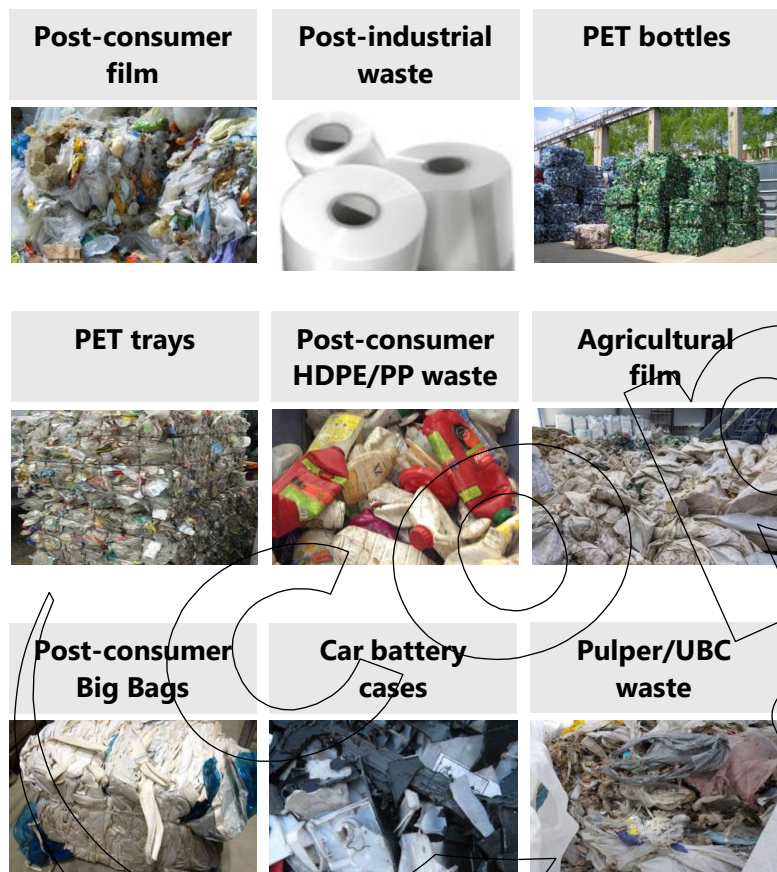 Post-consumer
film
Post-industrial
waste
PET bottles
PET trays
Post-consumer
HDPE/PP waste
Agricultural
film
Post-consumer
Big Bags
Car battery
cases
Pulper/UBC
waste